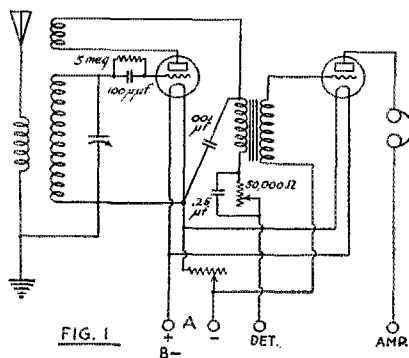 5 meg
100 μμf
.001
μf
.25
μf
50,000 Ω
FIG. 1
+ A -
B-
DET.
AMP.